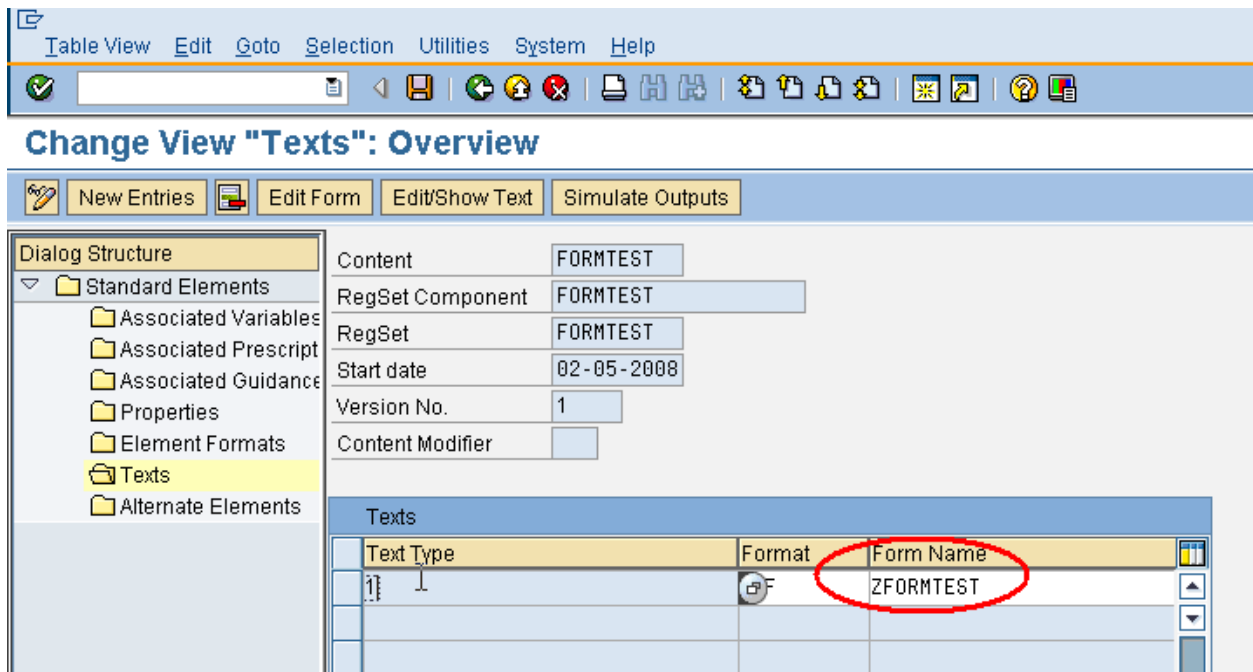 Table View Edit Goto Selection Utilities System Help
Change View "Texts": Overview
New Entries Edit Form Edit/Show Text Simulate Outputs
Dialog Structure
Standard Elements
Associated Variables
Associated Prescript
Associated Guidance
Properties
Element Formats
Texts
Alternate Elements
Content FORMTEST
RegSet Component FORMTEST
RegSet FORMTEST
Start date 02-05-2008
Version No. 1
Content Modifier
Texts
Text Type Format Form Name
1 F ZFORMTEST